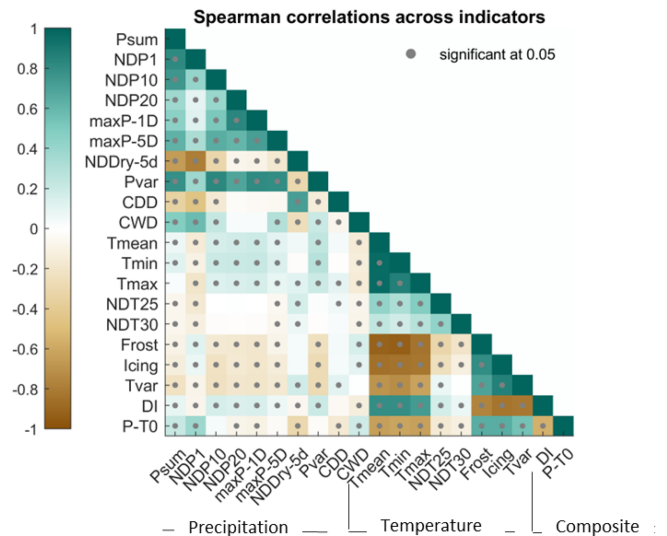 Spearman correlations across indicators
significant at 0.05
1
0.8
0.6
0.4
0.2
0
-0.2
-0.4
-0.6
-0.8
-1
Psum
NDP1
NDP10
NDP20
maxP-1D
maxP-5D
NDDry-5d
Pvar
CDD
CWD
Tmean
Tmin
Tmax
NDT25
NDT30
Frost
Icing
Tvar
DI
P-T0
Psum
NDP1
NDP10
NDP20
maxP-1D
maxP-5D
NDDry-5d
Pvar
CDD
CWD
Tmean
Tmin
Tmax
NDT25
NDT30
Frost
Icing
Tvar
DI
P-T0
Precipitation
Temperature
Composite